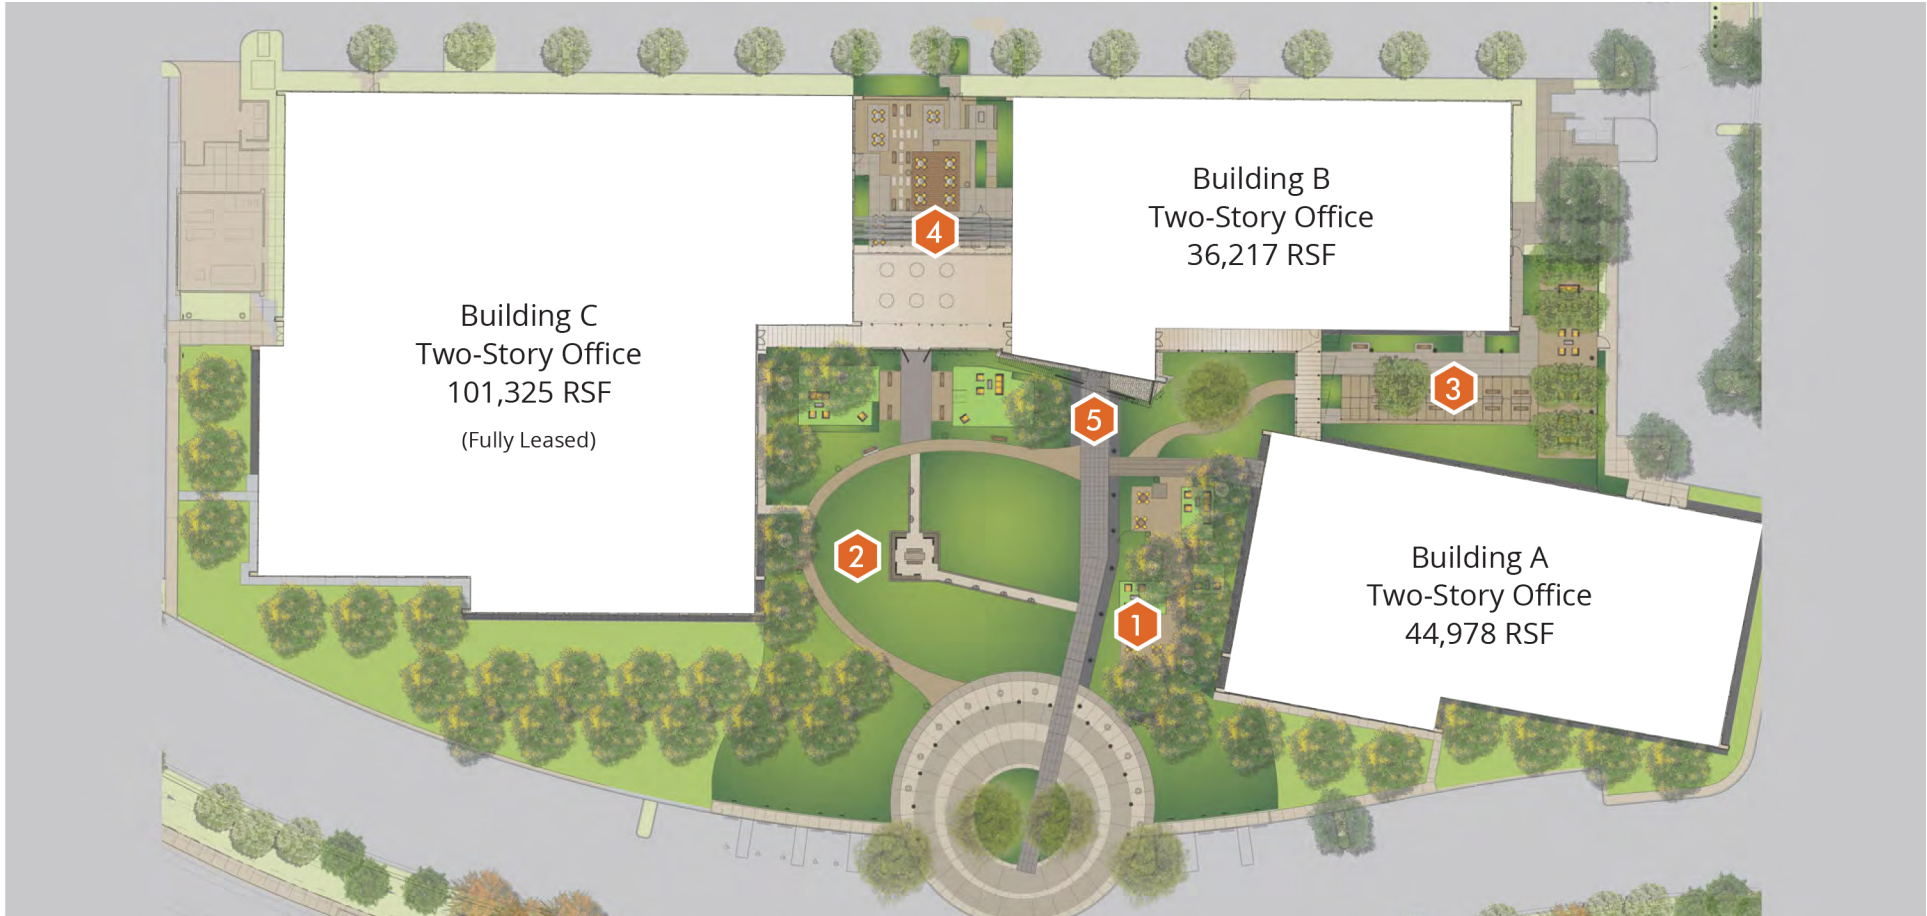 Building B
Two-Story Office
36,217 RSF
4
Building C
Two-Story Office
101,325 RSF
(Fully Leased)
3
5
2
1
Building A
Two-Story Office
44,978 RSF